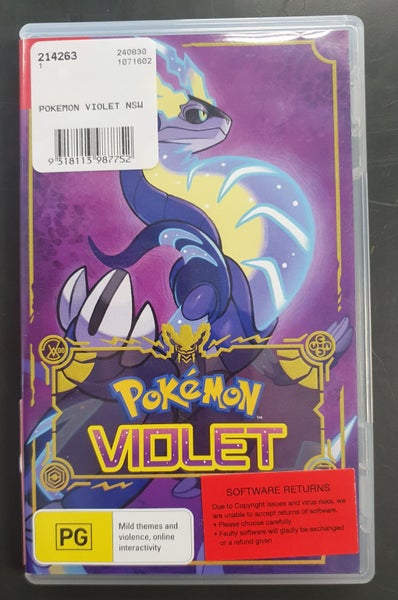 214263 240830
1 1071602
POKEMON VIOLET NSW
9 318113 987752
POKéMON
TM
VIOLET
SOFTWARE RETURNS
Due to Copyright issues and virus risks, we
are unable to accept returns of software.
• Please choose carefully
• Faulty software will gladly be exchanged
or a refund given
PG
Mild themes and
violence, online
interactivity